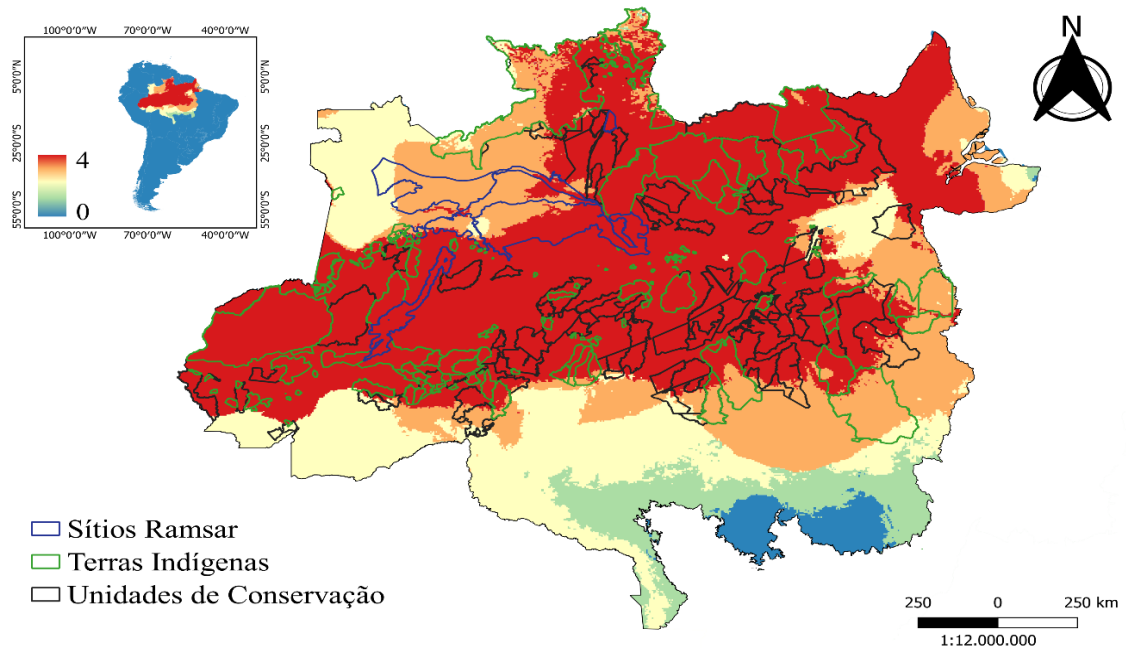 100°0'0"W 70°0'0"W 40°0'0"W
5°0'0"N
25°0'0"S
55°0'0"S
5°0'0"N
25°0'0"S
55°0'0"S
4
0
100°0'0"W 70°0'0"W 40°0'0"W
N
Sítios Ramsar
Terras Indígenas
Unidades de Conservação
250 0 250 km
1:12.000.000